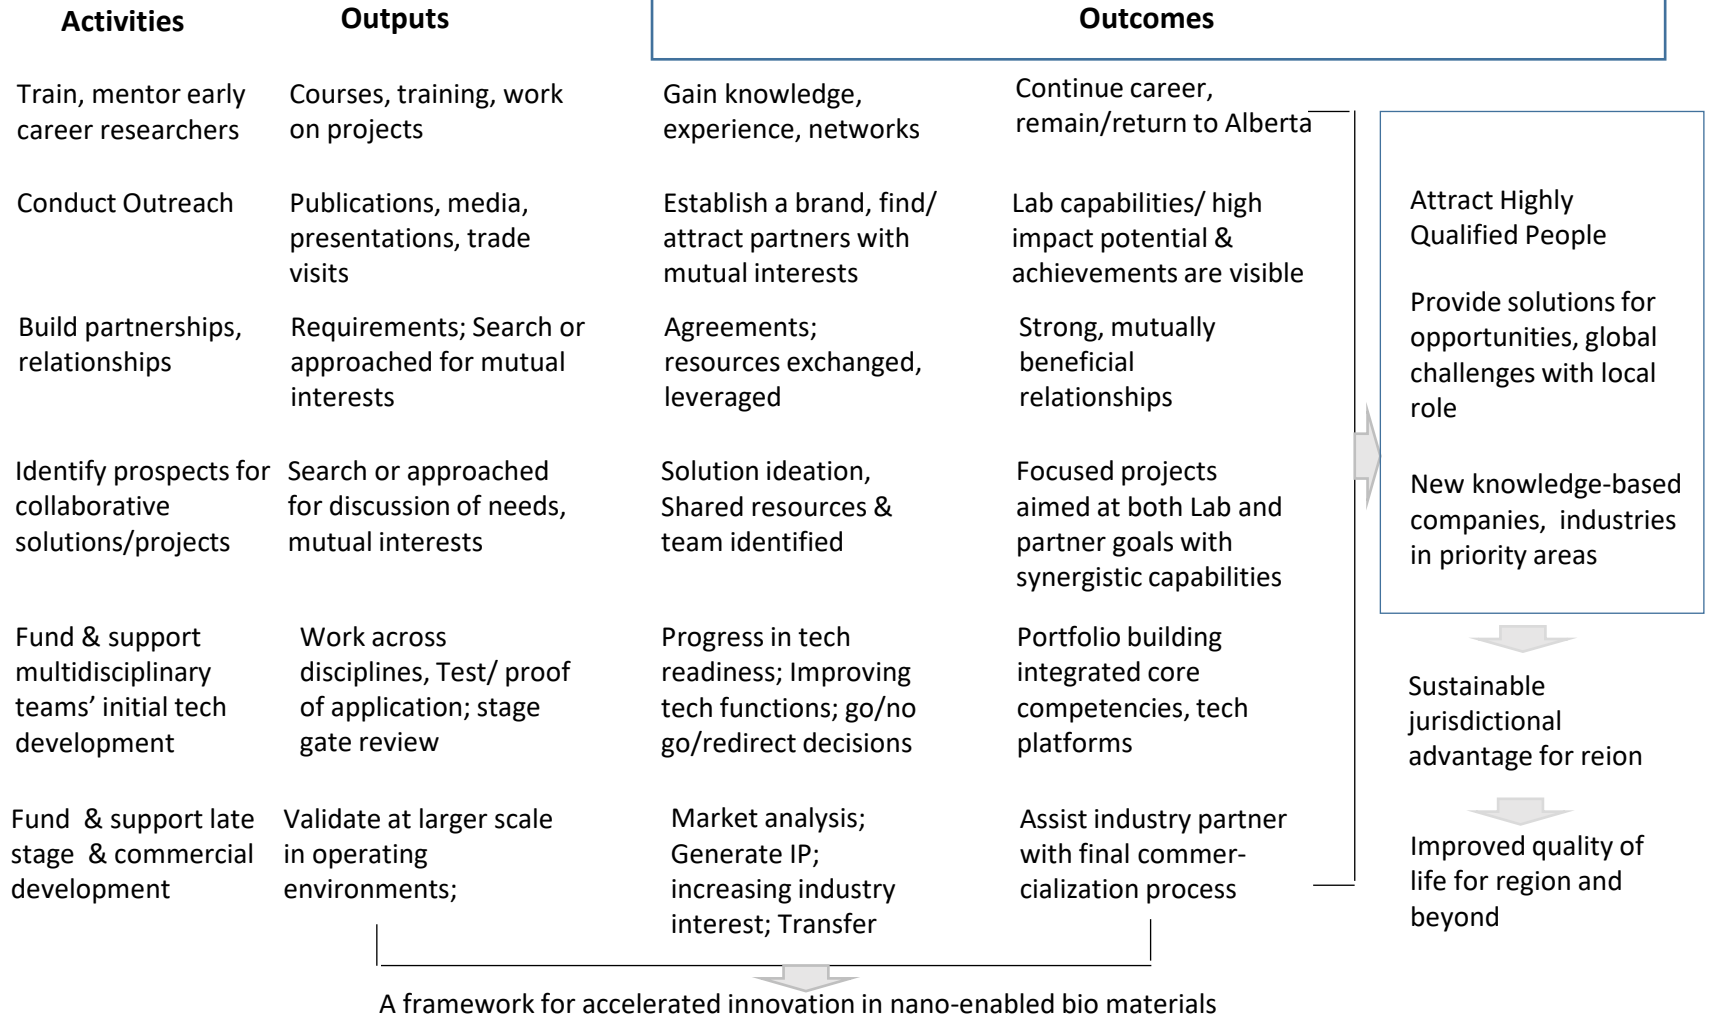 Activities
Outputs
Outcomes
Train, mentor early
career researchers
Courses, training, work
on projects
Gain knowledge,
experience, networks
Continue career,
remain/return to Alberta
Conduct Outreach
Publications, media,
presentations, trade
visits
Establish a brand, find/
attract partners with
mutual interests
Lab capabilities/ high
impact potential &
achievements are visible
Build partnerships,
relationships
Requirements; Search or
approached for mutual
interests
Agreements;
resources exchanged,
leveraged
Strong, mutually
beneficial
relationships
Identify prospects for
collaborative
solutions/projects
Search or approached
for discussion of needs,
mutual interests
Solution ideation,
Shared resources &
team identified
Focused projects
aimed at both Lab and
partner goals with
synergistic capabilities
Fund & support
multidisciplinary
teams’ initial tech
development
Work across
disciplines, Test/ proof
of application; stage
gate review
Progress in tech
readiness; Improving
tech functions; go/no
go/redirect decisions
Portfolio building
integrated core
competencies, tech
platforms
Fund & support late
stage & commercial
development
Validate at larger scale
in operating
environments;
Market analysis;
Generate IP;
increasing industry
interest; Transfer
Assist industry partner
with final commer-
cialization process
Attract Highly
Qualified People
Provide solutions for
opportunities, global
challenges with local
role
New knowledge-based
companies, industries
in priority areas
Sustainable
jurisdictional
advantage for reion
Improved quality of
life for region and
beyond
A framework for accelerated innovation in nano-enabled bio materials